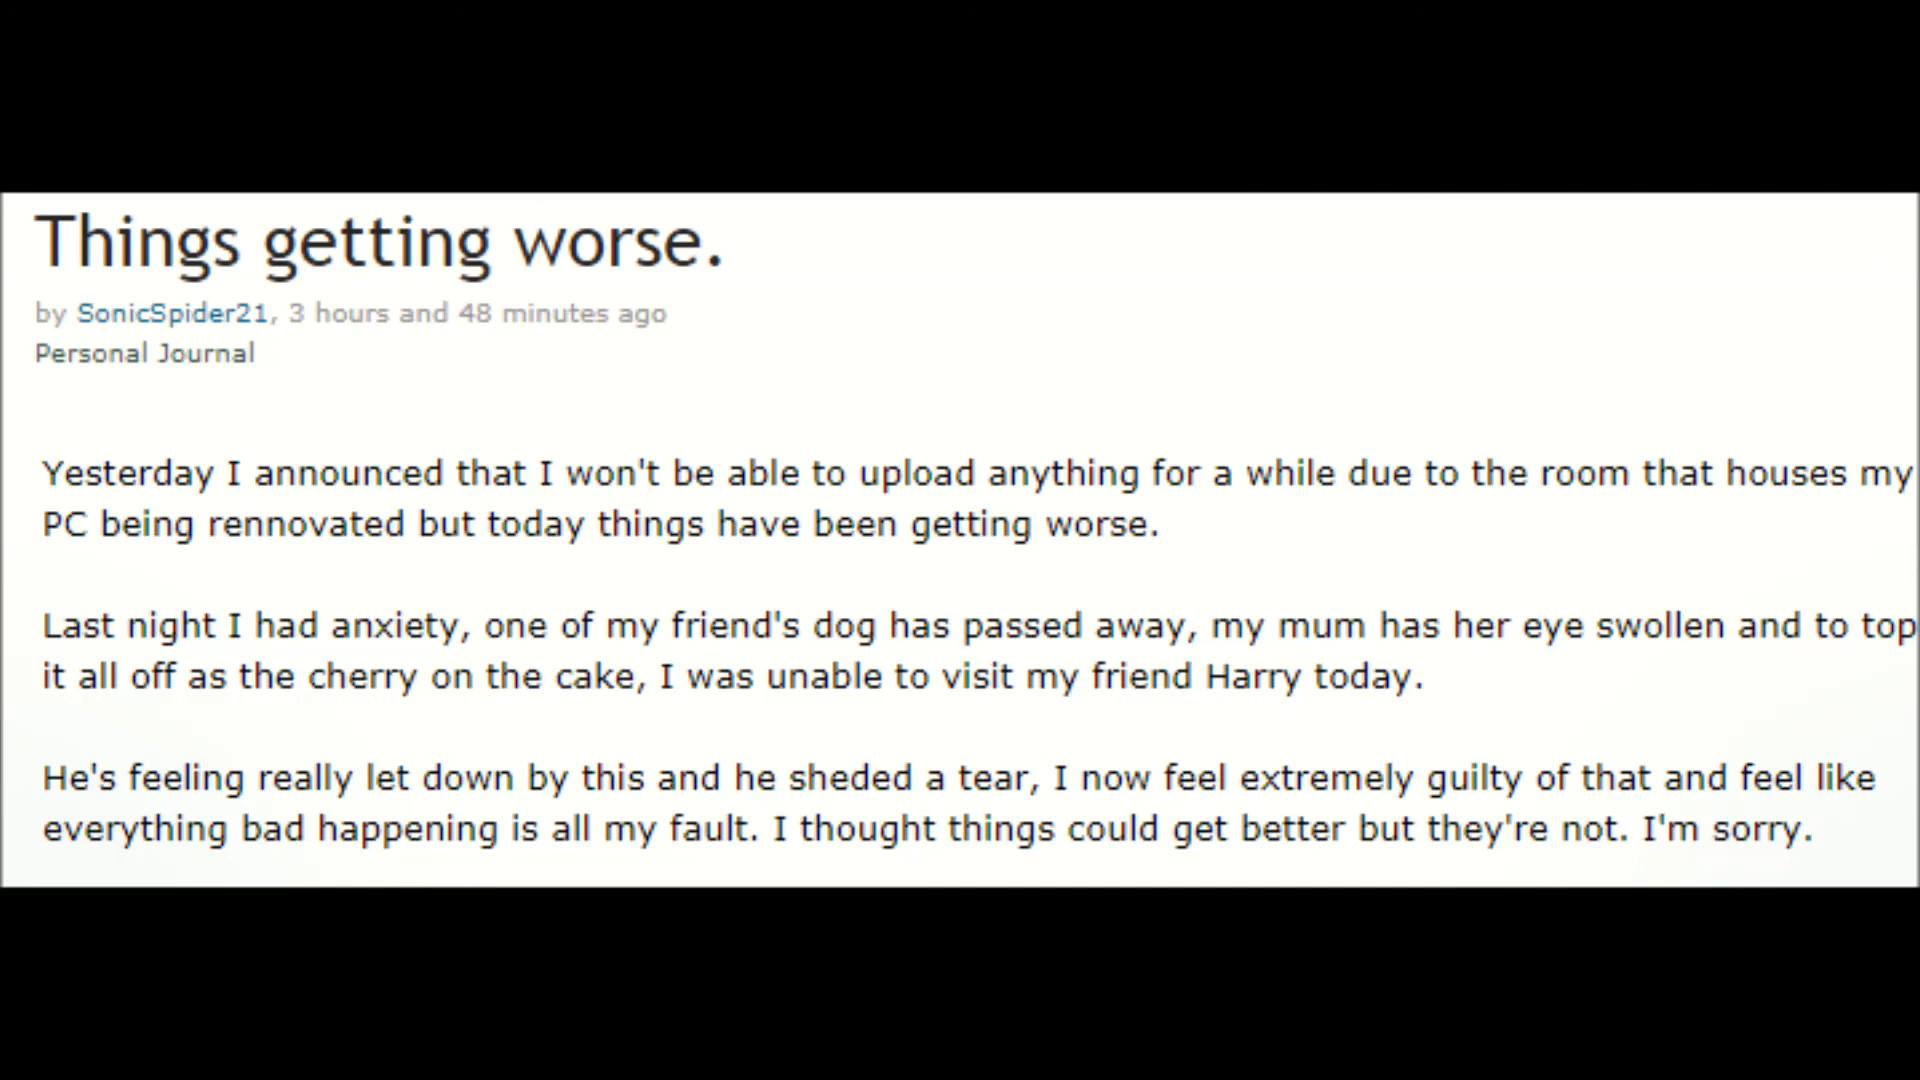 Things getting worse.
by SonicSpider21, 3 hours and 48 minutes ago
Personal Journal
Yesterday I announced that I won't be able to upload anything for a while due to the room that houses my
PC being rennovated but today things have been getting worse.
Last night I had anxiety, one of my friend's dog has passed away, my mum has her eye swollen and to top
it all off as the cherry on the cake, I was unable to visit my friend Harry today.
He's feeling really let down by this and he sheded a tear, I now feel extremely guilty of that and feel like
everything bad happening is all my fault. I thought things could get better but they're not. I'm sorry.